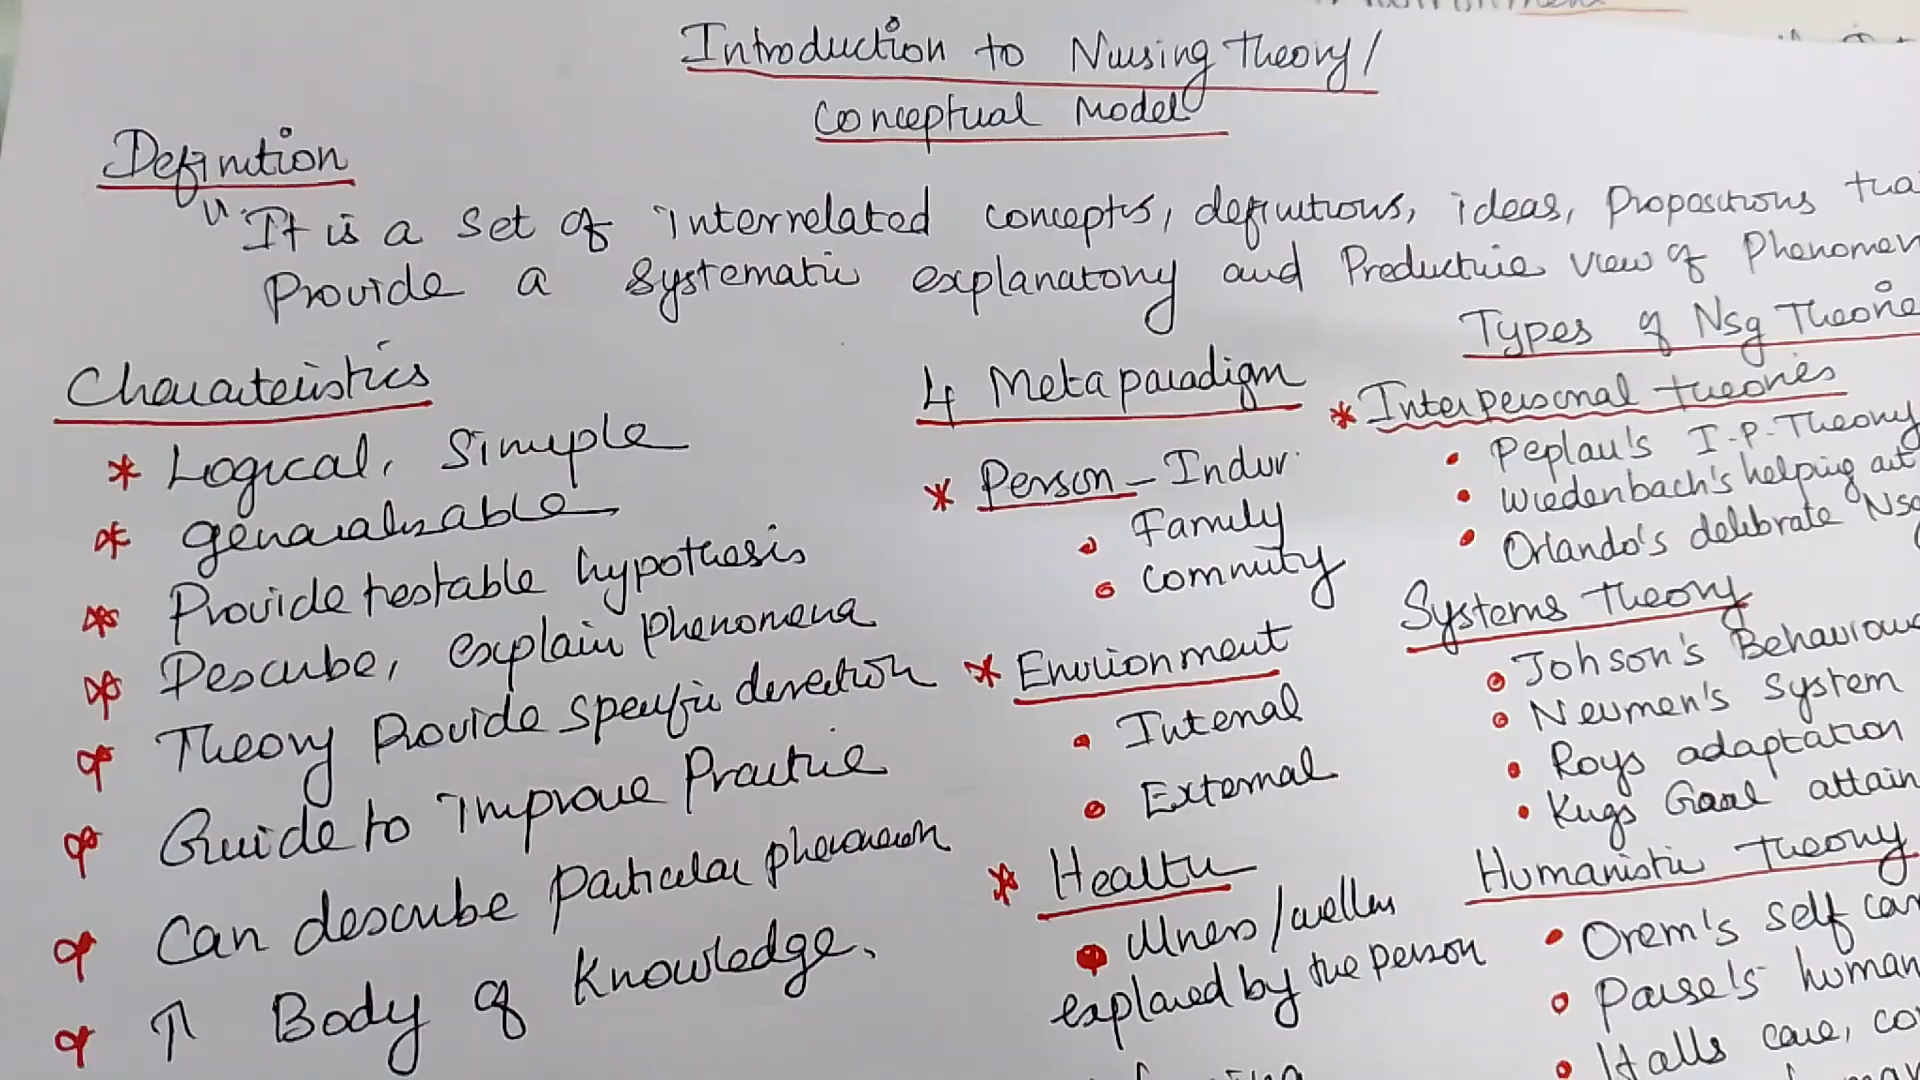 Introduction to Nursing Theory/
Conceptual Model
Definition
"It is a set of interrelated concepts, definitions, ideas, propositions that
Provide a systematic explanatory and Productive view of Phenomen
Characteristics
* Logical, Simple
* generalizable
* Provide testable hypothesis
* Describe, explain Phenomena
* Theory Provide specific direction
* Guide to improve Practice
* Can describe Particular phenomenon
* ↑ Body of Knowledge.
4 Metaparadigm
* Person - Indiv.
• Family
• Commnity
* Environment
• Internal
• External
* Health
• illness/wellness
explained by the person
Types of Nsg Theorie
* Interpersonal theories
• Peplau's I.P. Theory
• Wiedenbach's helping art
• Orlando's delibrate Nsg
Systems Theory
• Johson's Behaviou
• Neumen's System
• Roys adaptation
• Kings Goal attain
Humanistic Theory
• Orem's self car
• Parse's human
• Halls care, co